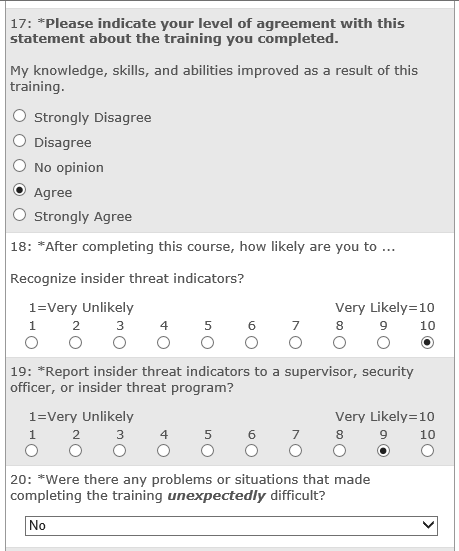 17: *Please indicate your level of agreement with this
statement about the training you completed.
My knowledge, skills, and abilities improved as a result of this
training.
Strongly Disagree
Disagree
No opinion
Agree
Strongly Agree
18: *After completing this course, how likely are you to ...
Recognize insider threat indicators?
1=Very Unlikely Very Likely=10
1 2 3 4 5 6 7 8 9 10
19: *Report insider threat indicators to a supervisor, security
officer, or insider threat program?
1=Very Unlikely Very Likely=10
1 2 3 4 5 6 7 8 9 10
20: *Were there any problems or situations that made
completing the training unexpectedly difficult?
No